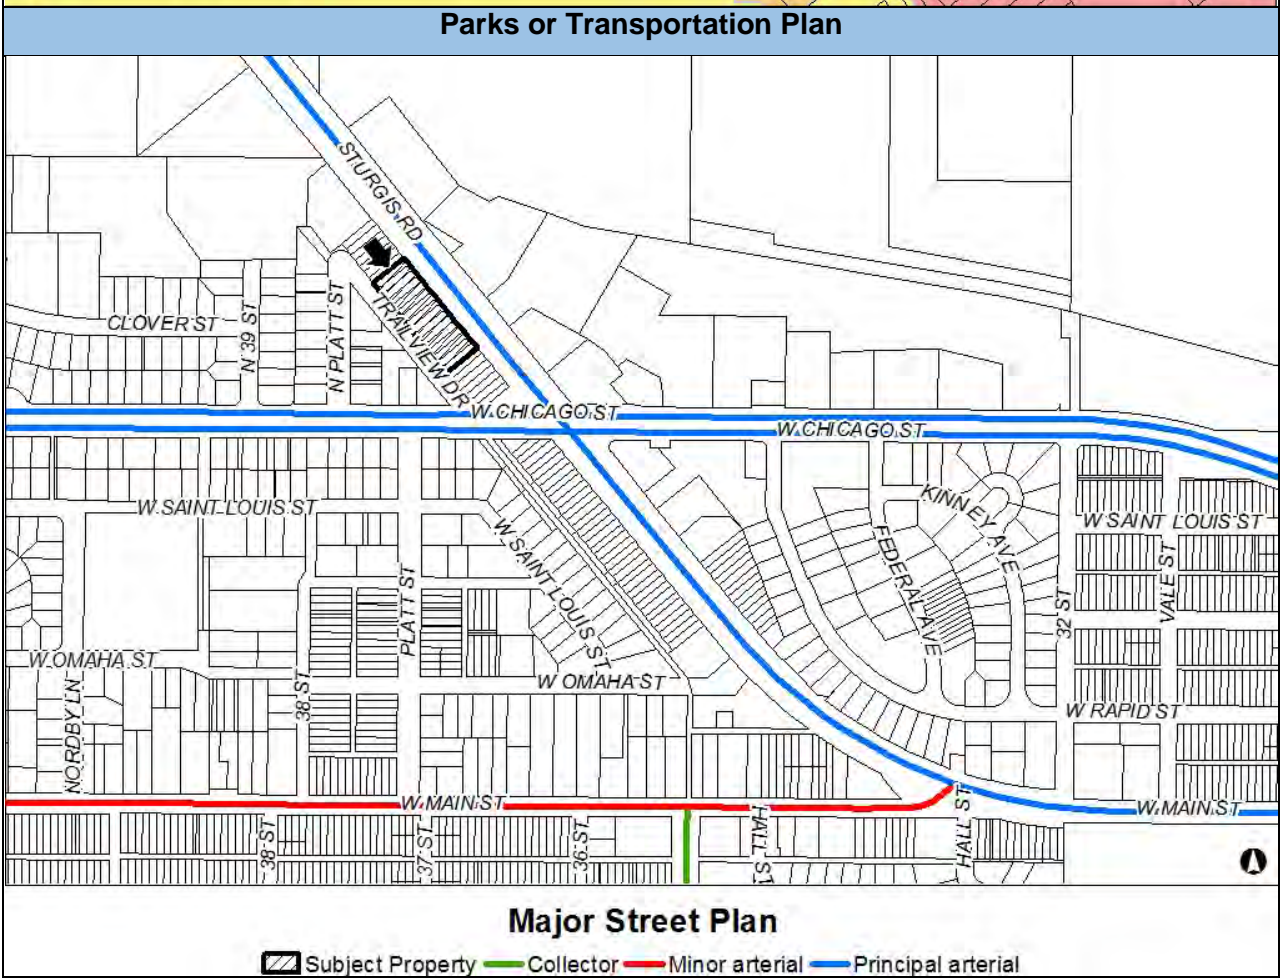 Parks or Transportation Plan
STURGIS RD
CLOVER ST
N 39 ST
N PLATT ST
TRAILVIEW DR
W CHICAGO ST
W CHICAGO ST
W SAINT LOUIS ST
W SAINT LOUIS ST
KINNEY AVE
FEDERAL AVE
W SAINT LOUIS ST
VALE ST
32 ST
PLATT ST
W OMAHA ST
W OMAHA ST
38 ST
NORDBY LN
W RAPID ST
W MAIN ST
W MAIN ST
38 ST
37 ST
36 ST
HALL ST
HALL ST
Major Street Plan
Subject Property Collector Minor arterial Principal arterial